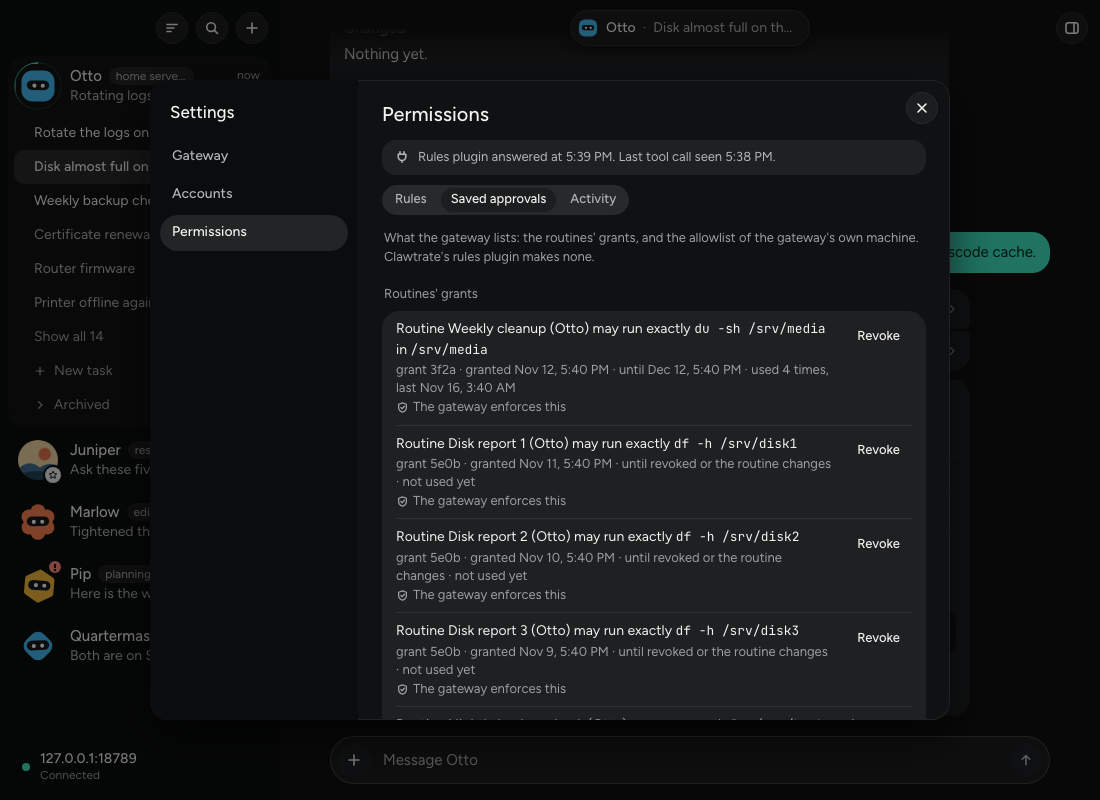 Otto · Disk almost full on th...
Nothing yet.
Otto home serve... now
Rotating logs
Rotate the logs on
Disk almost full on
Weekly backup che
Certificate renewa
Router firmware
Printer offline again
Show all 14
New task
Archived
Juniper res
Ask these fiv
Marlow edi
Tightened th
Pip planning
Here is the w
Quartermas
Both are on S
127.0.0.1:18789
Connected
scode cache.
Settings
Gateway
Accounts
Permissions
Permissions
Rules plugin answered at 5:39 PM. Last tool call seen 5:38 PM.
Rules Saved approvals Activity
What the gateway lists: the routines' grants, and the allowlist of the gateway's own machine.
Clawtrate's rules plugin makes none.
Routines' grants
Routine Weekly cleanup (Otto) may run exactly du -sh /srv/media
in /srv/media
Revoke
grant 3f2a · granted Nov 12, 5:40 PM · until Dec 12, 5:40 PM · used 4 times,
last Nov 16, 3:40 AM
The gateway enforces this
Routine Disk report 1 (Otto) may run exactly df -h /srv/disk1
Revoke
grant 5e0b · granted Nov 11, 5:40 PM · until revoked or the routine changes
· not used yet
The gateway enforces this
Routine Disk report 2 (Otto) may run exactly df -h /srv/disk2
Revoke
grant 5e0b · granted Nov 10, 5:40 PM · until revoked or the routine
changes · not used yet
The gateway enforces this
Routine Disk report 3 (Otto) may run exactly df -h /srv/disk3
Revoke
grant 5e0b · granted Nov 9, 5:40 PM · until revoked or the routine changes
· not used yet
The gateway enforces this
Message Otto